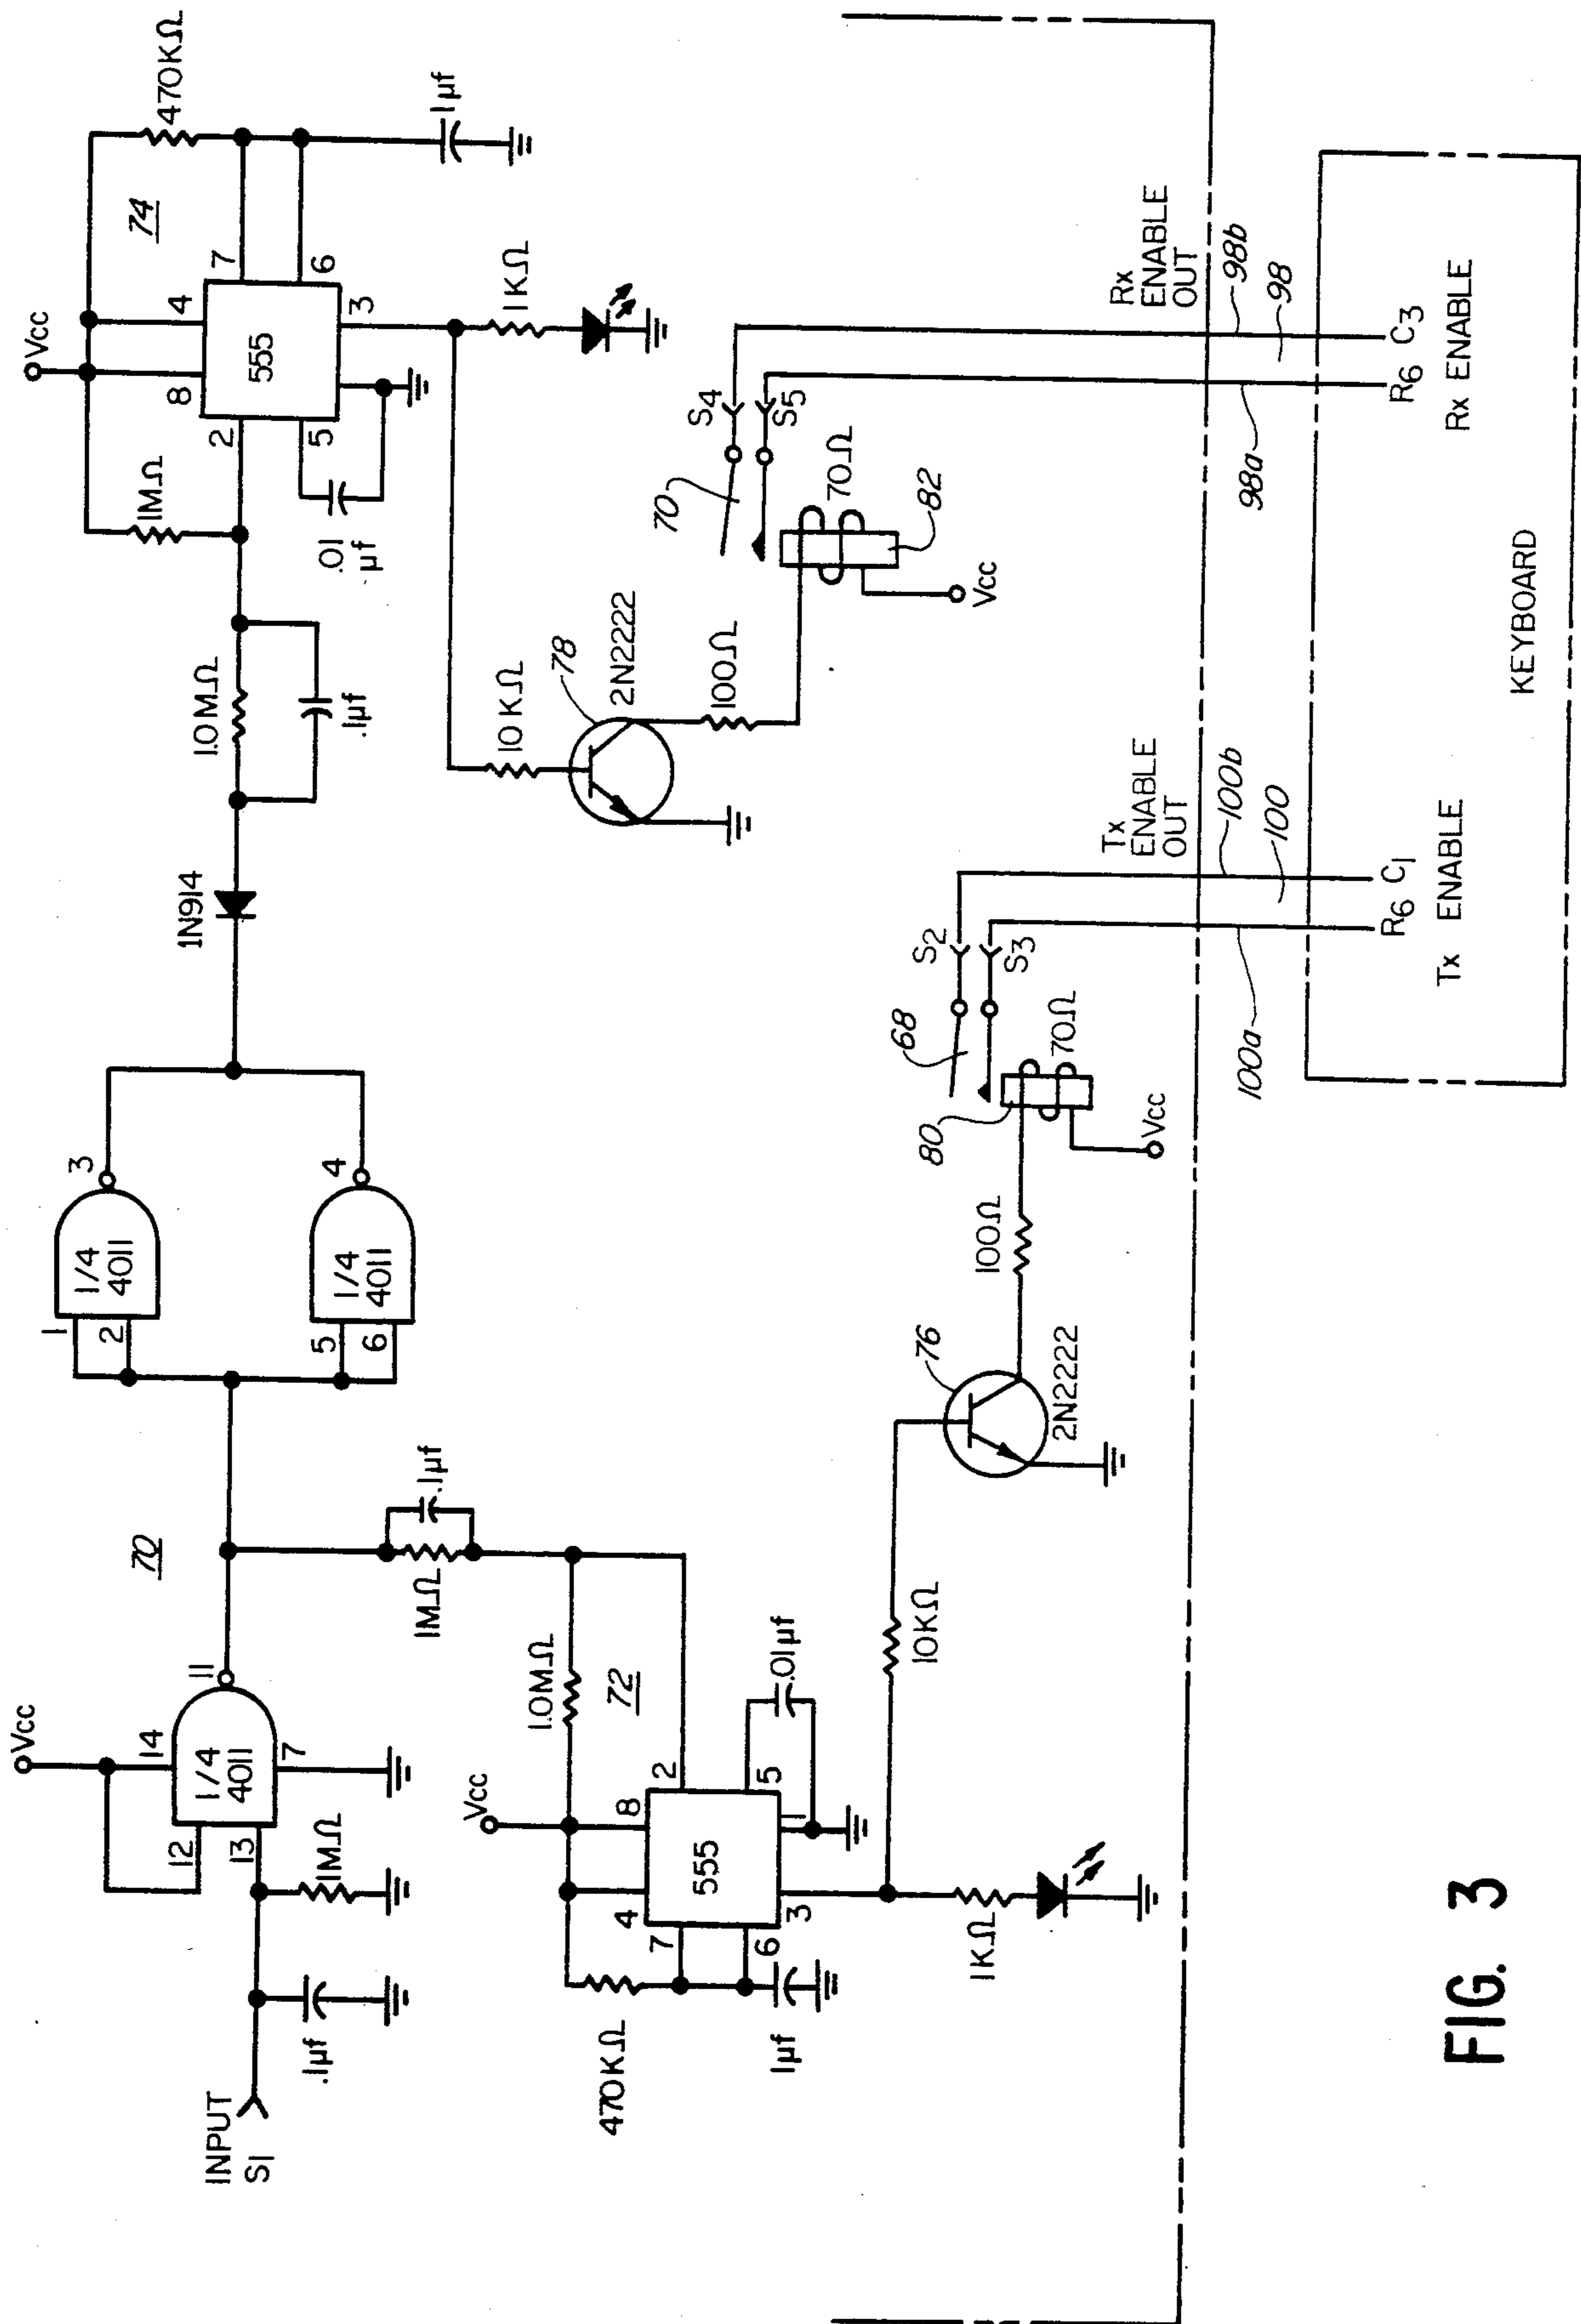 INPUT
S1
.1µf
Vcc
14
12
13
1/4
4011
11
7
1MΩ
70
1
2
1/4
4011
3
5
6
1/4
4011
4
1N914
1.0MΩ
.1µf
1MΩ
Vcc
74
470KΩ
8
4
2
7
555
5
6
3
.01
µf
1µf
1KΩ
1MΩ
.1µf
Vcc
1.0MΩ
72
470KΩ
4
8
2
7
555
6
5
3
1
.01µf
1µf
1KΩ
10KΩ
76
2N2222
100Ω
80
68
S2
S3
70Ω
Vcc
10KΩ
78
2N2222
100Ω
70
S4
S5
70Ω
82
Vcc
Tx
ENABLE
OUT
100b
100
100a
Rx
ENABLE
OUT
98b
98
98a
R6 C1
Tx ENABLE
R6 C3
Rx ENABLE
KEYBOARD
FIG. 3